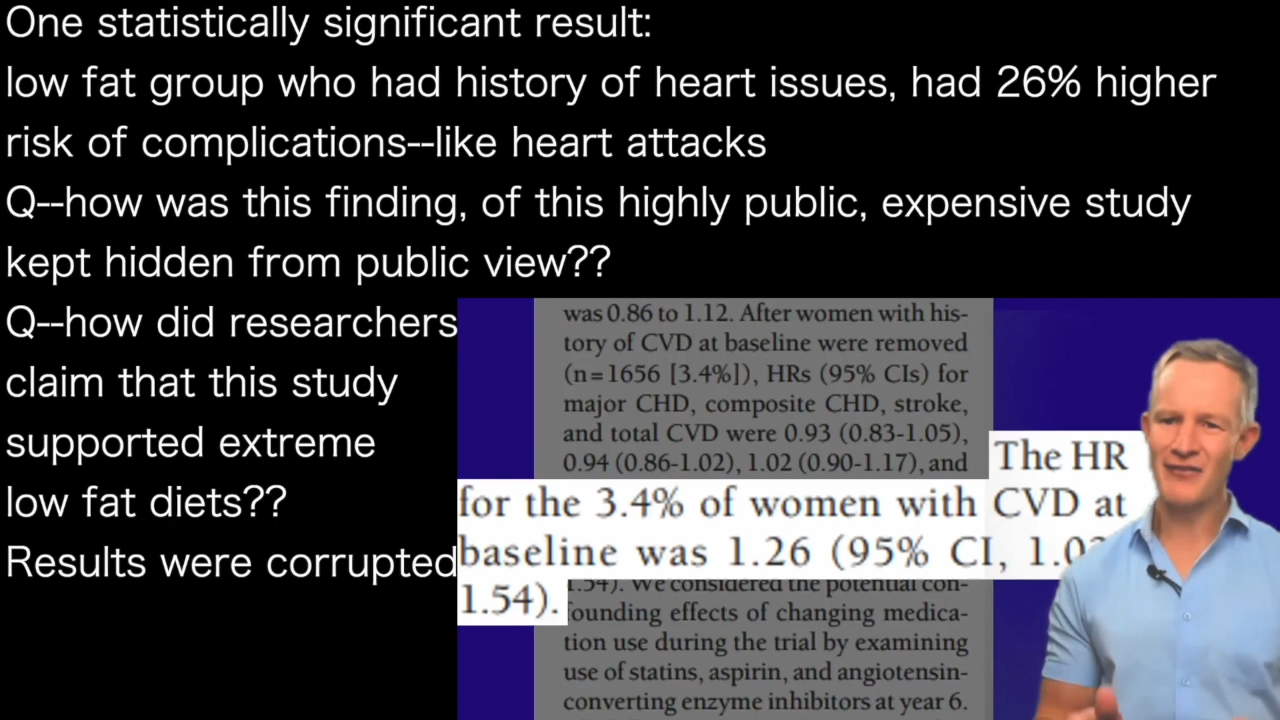 One statistically significant result:
low fat group who had history of heart issues, had 26% higher
risk of complications--like heart attacks
Q--how was this finding, of this highly public, expensive study
kept hidden from public view??
Q--how did researchers
claim that this study
supported extreme
low fat diets??
Results were corrupted
was 0.86 to 1.12. After women with his-
tory of CVD at baseline were removed
(n=1656 [3.4%]), HRs (95% CIs) for
major CHD, composite CHD, stroke,
and total CVD were 0.93 (0.83-1.05),
0.94 (0.86-1.02), 1.02 (0.90-1.17), and
The HR
for the 3.4% of women with CVD at
baseline was 1.26 (95% CI,
1.54).
1.54). We considered the potential con-
founding effects of changing medica-
tion use during the trial by examining
use of statins, aspirin, and angiotensin-
converting enzyme inhibitors at year 6.